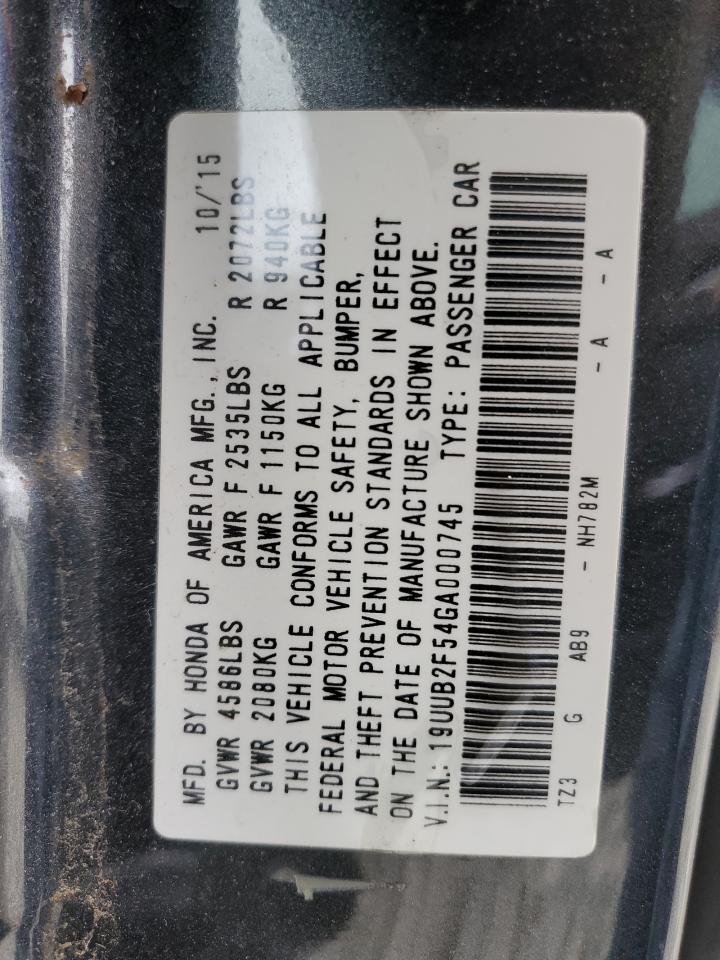 MFD. BY HONDA OF AMERICA MFG., INC. 10/'15
GVWR 4586LBS GAWR F 2535LBS R 2072LBS
GVWR 2080KG GAWR F 1150KG R 940KG
THIS VEHICLE CONFORMS TO ALL APPLICABLE
FEDERAL MOTOR VEHICLE SAFETY, BUMPER,
AND THEFT PREVENTION STANDARDS IN EFFECT
ON THE DATE OF MANUFACTURE SHOWN ABOVE.
V.I.N.: 19UUB2F54GA000745 TYPE: PASSENGER CAR
TZ3 G AB9 - NH782M - A - A